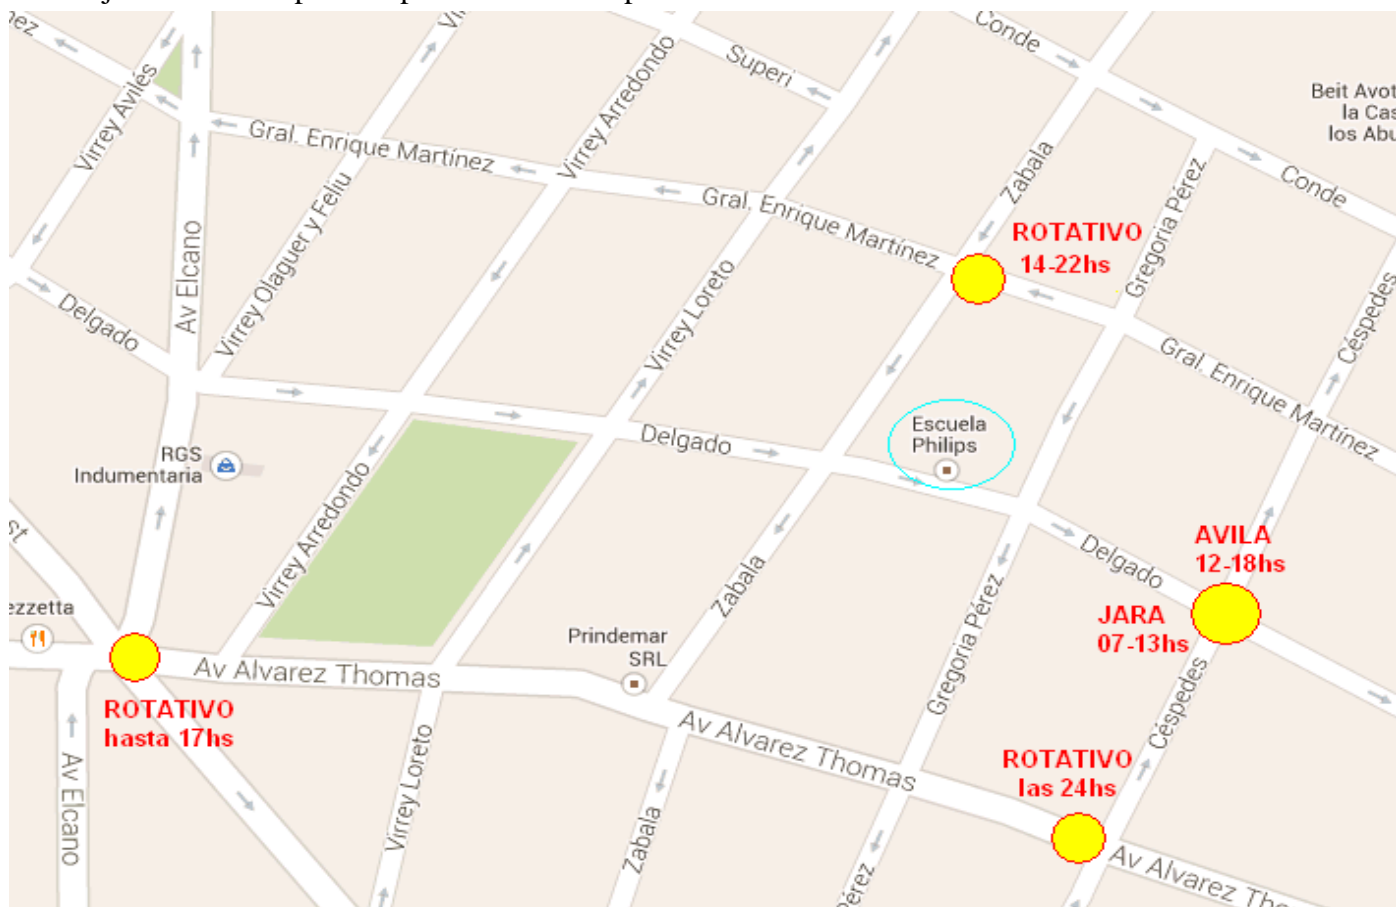 Conde
Superi
Virrey Avilés
Virrey Arredondo
Beit Avot
la Cas
los Abu
Gral. Enrique Martínez
Zabala
Gregoria Pérez
Conde
Gral. Enrique Martínez
ROTATIVO
14-22hs
Av Elcano
Virrey Olaguer y Feliu
Virrey Loreto
Céspedes
Delgado
Gral. Enrique Martínez
Escuela
Philips
Delgado
RGS
Indumentaria
Virrey Arredondo
Delgado
AVILA
12-18hs
JARA
07-13hs
Zabala
Gregoria Pérez
ezzetta
Prindemar
SRL
Av Alvarez Thomas
Céspedes
ROTATIVO
hasta 17hs
Av Alvarez Thomas
ROTATIVO
las 24hs
Av Elcano
Virrey Loreto
Zabala
Pérez
Av Alvarez Tho